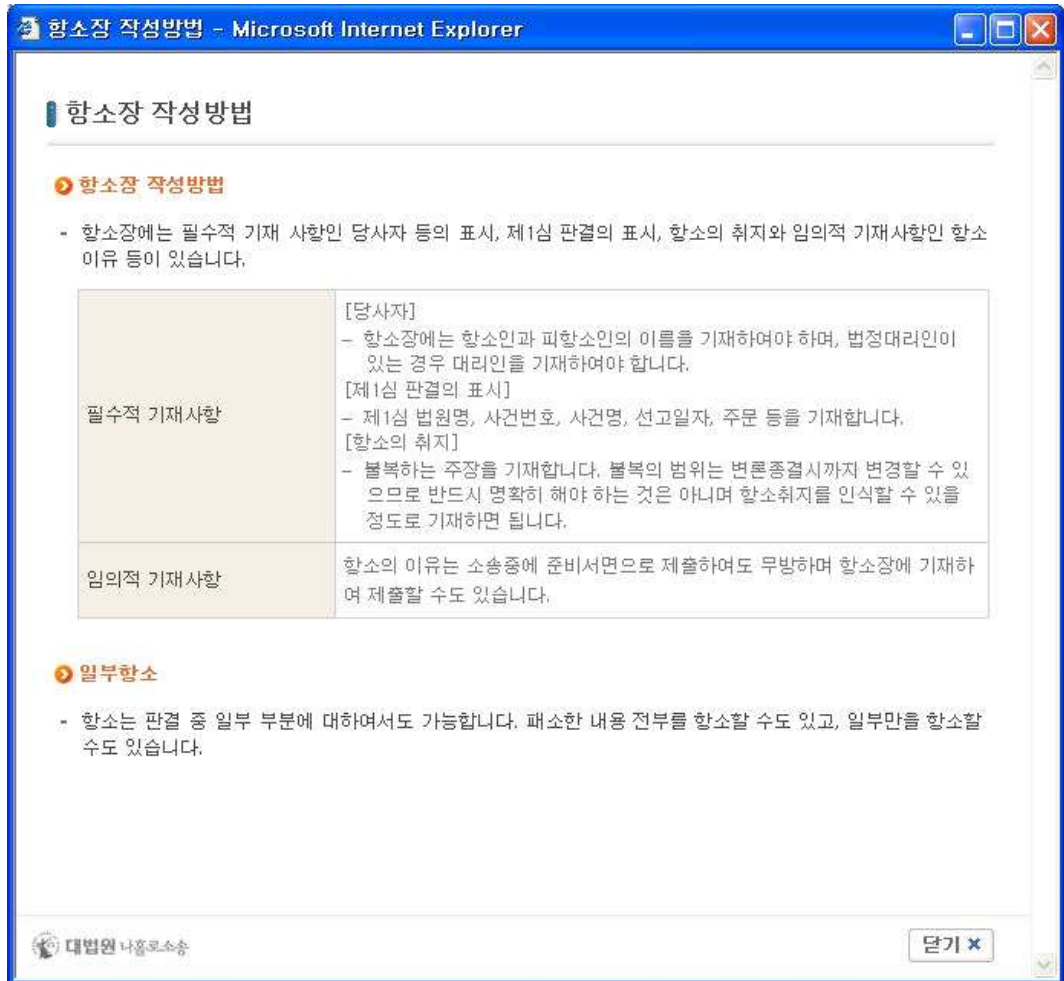 항소장 작성방법 - Microsoft Internet Explorer
항소장 작성방법
항소장 작성방법
- 항소장에는 필수적 기재 사항인 당사자 등의 표시, 제1심 판결의 표시, 항소의 취지와 임의적 기재사항인 항소
이유 등이 있습니다.
필수적 기재사항
[당사자]
- 항소장에는 항소인과 피항소인의 이름을 기재하여야 하며, 법정대리인이
있는 경우 대리인을 기재하여야 합니다.
[제1심 판결의 표시]
- 제1심 법원명, 사건번호, 사건명, 선고일자, 주문 등을 기재합니다.
[항소의 취지]
- 불복하는 주장을 기재합니다. 불복의 범위는 변론종결시까지 변경할 수 있
으므로 반드시 명확히 해야 하는 것은 아니며 항소취지를 인식할 수 있을
정도로 기재하면 됩니다.
임의적 기재사항
항소의 이유는 소송중에 준비서면으로 제출하여도 무방하며 항소장에 기재하
여 제출할 수도 있습니다.
일부항소
- 항소는 판결 중 일부 부분에 대하여서도 가능합니다. 패소한 내용 전부를 항소할 수도 있고, 일부만을 항소할
수도 있습니다.
대법원 나홀로소송
닫기 ×